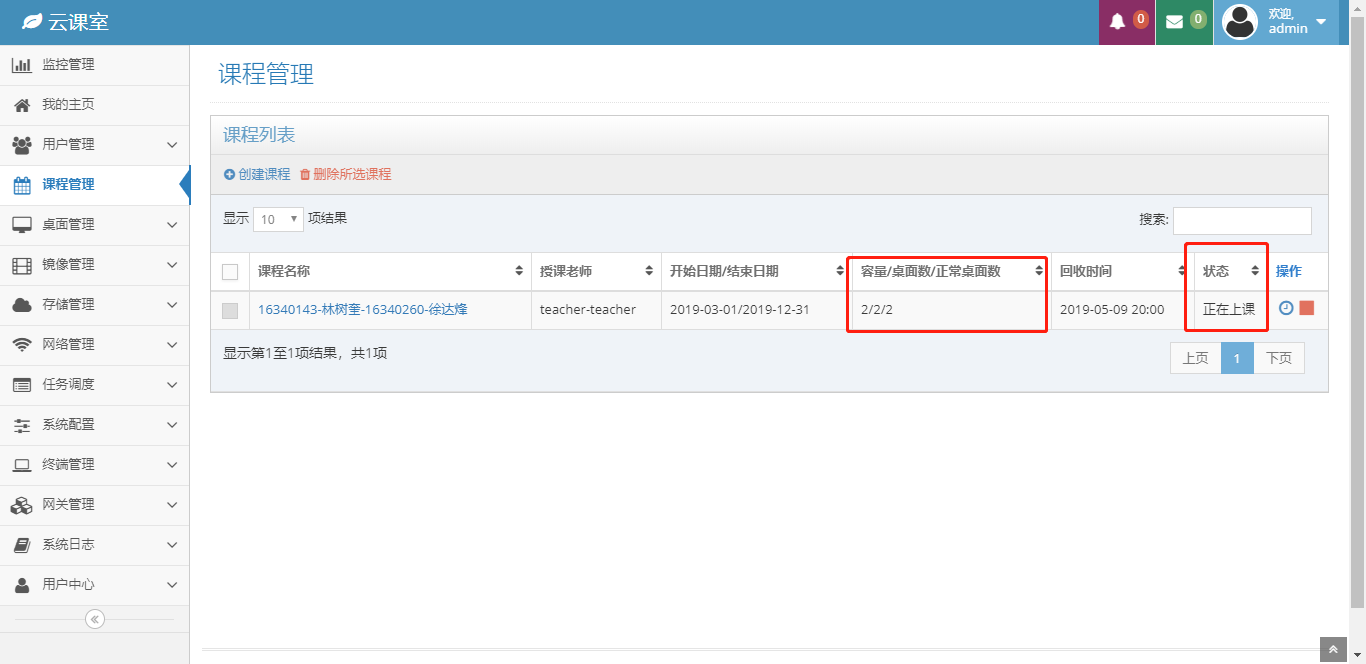 云课室
0
0
欢迎,
admin
监控管理
我的主页
用户管理
课程管理
桌面管理
镜像管理
存储管理
网络管理
任务调度
系统配置
终端管理
网关管理
系统日志
用户中心
课程管理
课程列表
创建课程 删除所选课程
显示 10 项结果
搜索:
课程名称 授课老师 开始日期/结束日期 容量/桌面数/正常桌面数 回收时间 状态 操作
16340143-林树奎-16340260-徐达烽 teacher-teacher 2019-03-01/2019-12-31 2/2/2 2019-05-09 20:00 正在上课
显示第1至1项结果，共1项
上页 1 下页